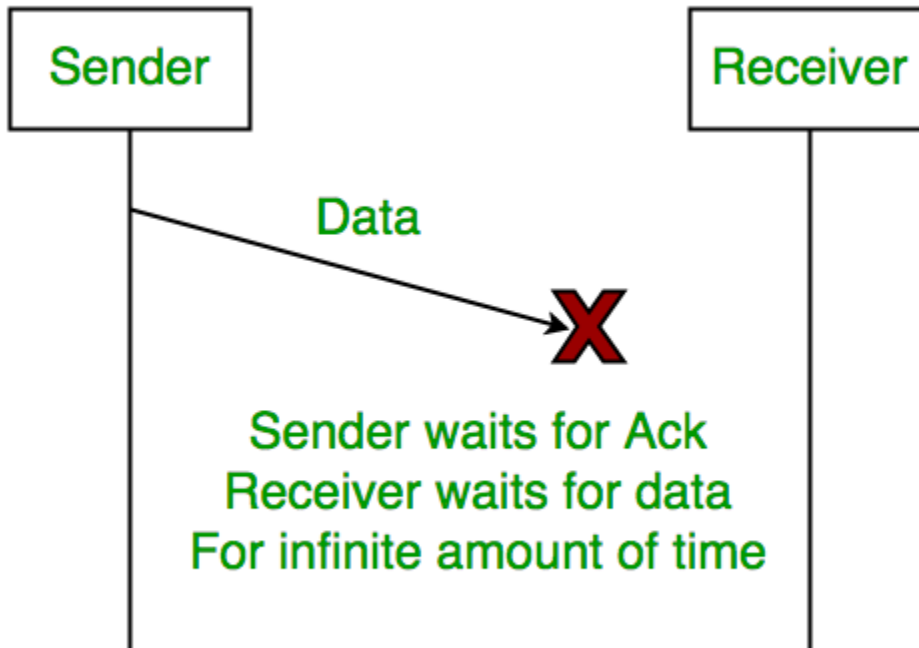 Sender
Receiver
Data
X
Sender waits for Ack
Receiver waits for data
For infinite amount of time